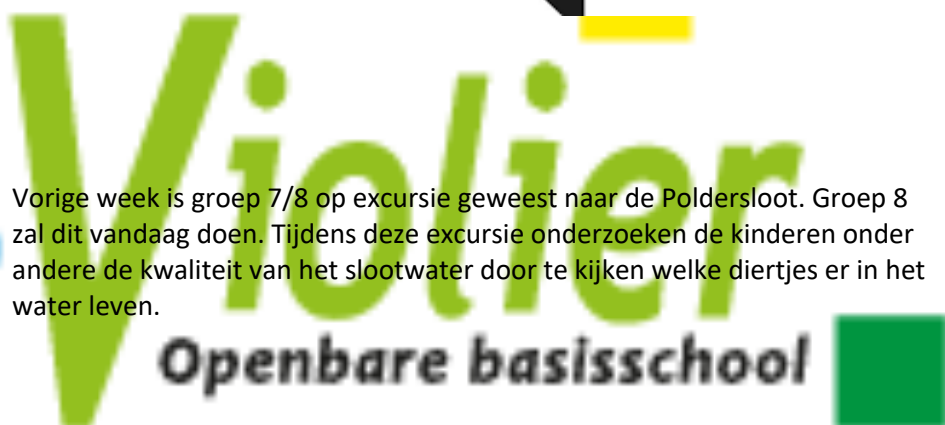 Violier
Vorige week is groep 7/8 op excursie geweest naar de Poldersloot. Groep 8
zal dit vandaag doen. Tijdens deze excursie onderzoeken de kinderen onder
andere de kwaliteit van het slootwater door te kijken welke diertjes er in het
water leven.
Openbare basisschool